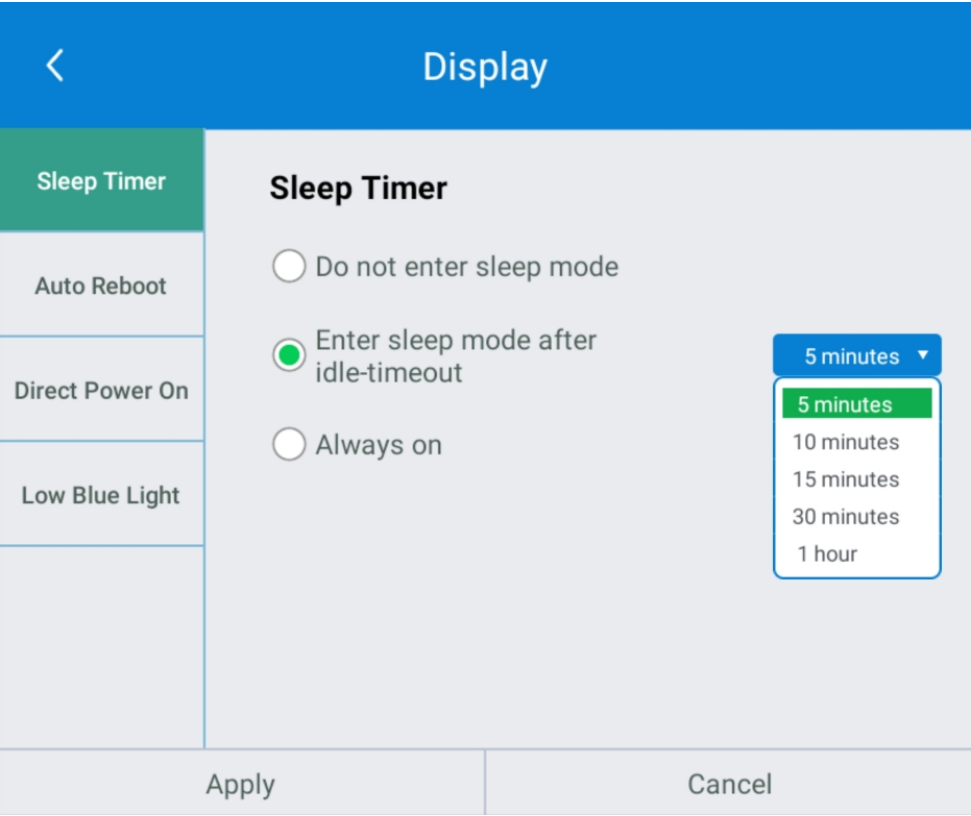 Display
Sleep Timer
Auto Reboot
Direct Power On
Low Blue Light
Sleep Timer
Do not enter sleep mode
Enter sleep mode after
idle-timeout
Always on
5 minutes
5 minutes
10 minutes
15 minutes
30 minutes
1 hour
Apply
Cancel